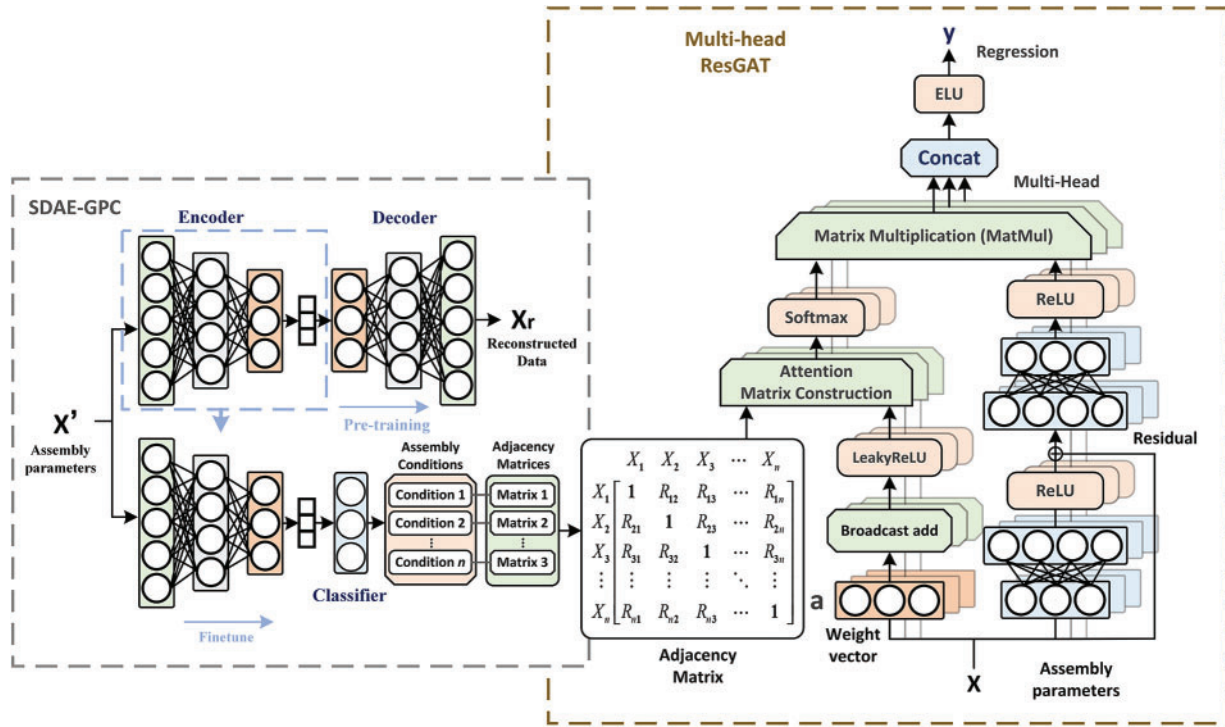 Multi-head
ResGAT
y
Regression
ELU
Concat
Multi-Head
Matrix Multiplication (MatMul)
Softmax
ReLU
Attention
Matrix Construction
LeakyReLU
Residual
ReLU
Broadcast add
a
Weight
vector
X
Assembly
parameters
SDAE-GPC
Encoder
Decoder
Xr
Reconstructed
Data
X'
Assembly
parameters
Pre-training
Assembly
Conditions
Adjacency
Matrices
Condition 1
Matrix 1
Condition 2
Matrix 2
⋮
⋮
Condition n
Matrix 3
Classifier
Finetune
X1 X2 X3 ⋯ Xn
X1 1 R12 R13 ⋯ R1n
X2 R21 1 R23 ⋯ R2n
X3 R31 R32 1 ⋯ R3n
⋮ ⋮ ⋮ ⋮ ⋱ ⋮
Xn Rn1 Rn2 Rn3 ⋯ 1
Adjacency
Matrix